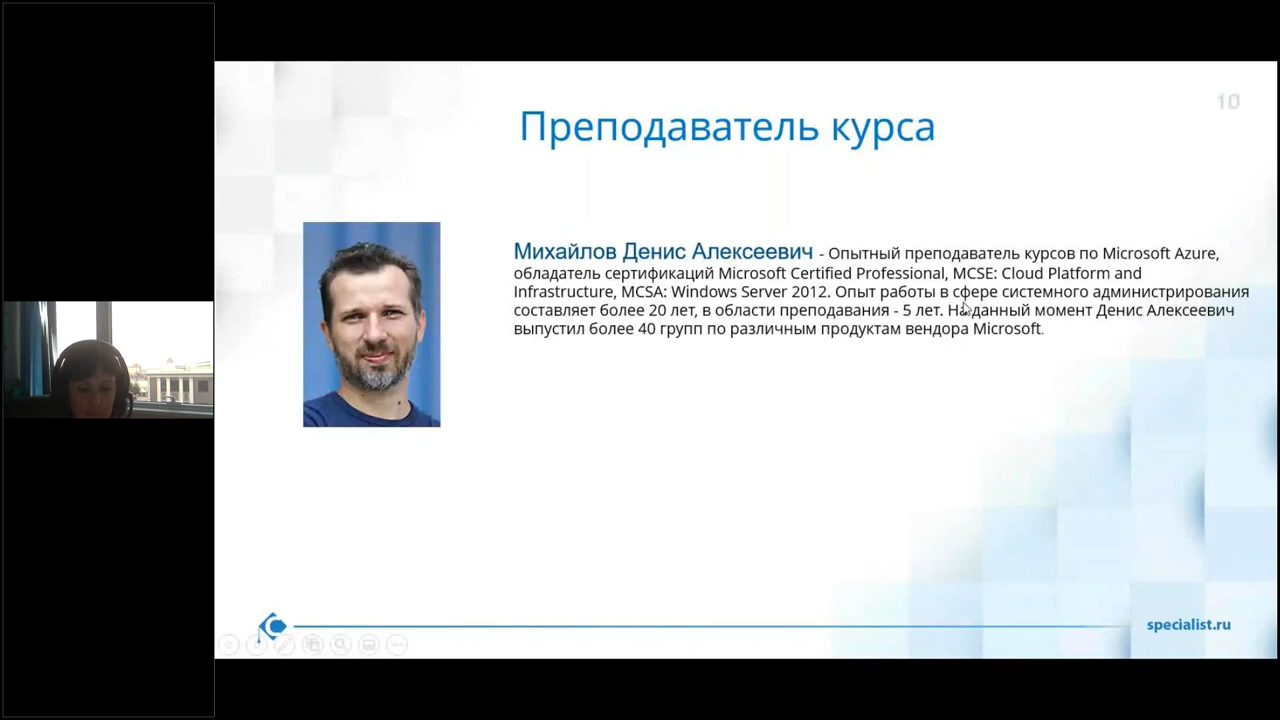 10
Преподаватель курса
Михайлов Денис Алексеевич - Опытный преподаватель курсов по Microsoft Azure,
обладатель сертификаций Microsoft Certified Professional, MCSE: Cloud Platform and
Infrastructure, MCSA: Windows Server 2012. Опыт работы в сфере системного администрирования
составляет более 20 лет, в области преподавания - 5 лет. На данный момент Денис Алексеевич
выпустил более 40 групп по различным продуктам вендора Microsoft.
specialist.ru